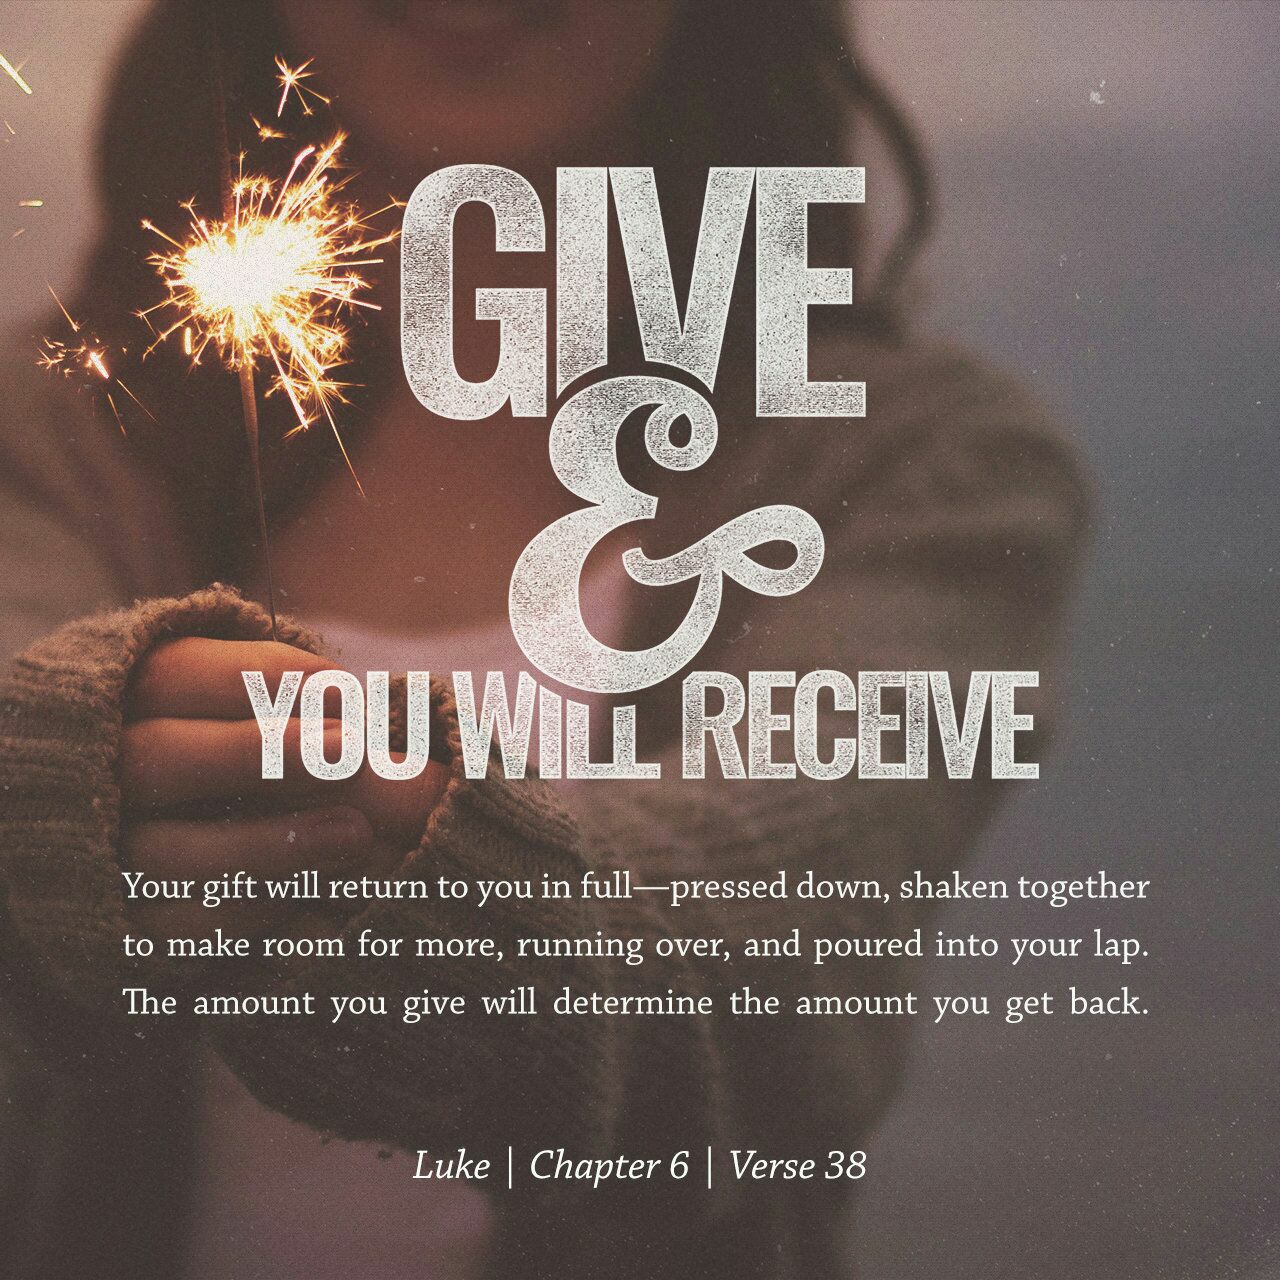 GIVE
&
YOU WILL RECEIVE
Your gift will return to you in full—pressed down, shaken together
to make room for more, running over, and poured into your lap.
The amount you give will determine the amount you get back.
Luke | Chapter 6 | Verse 38